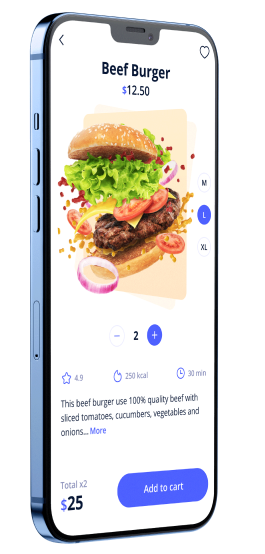 Beef Burger
$12.50
M
L
XL
2
4.9
250 kcal
30 min
This beef burger use 100% quality beef with
sliced tomatoes, cucumbers, vegetables and
onions... More
Total x2
$25
Add to cart